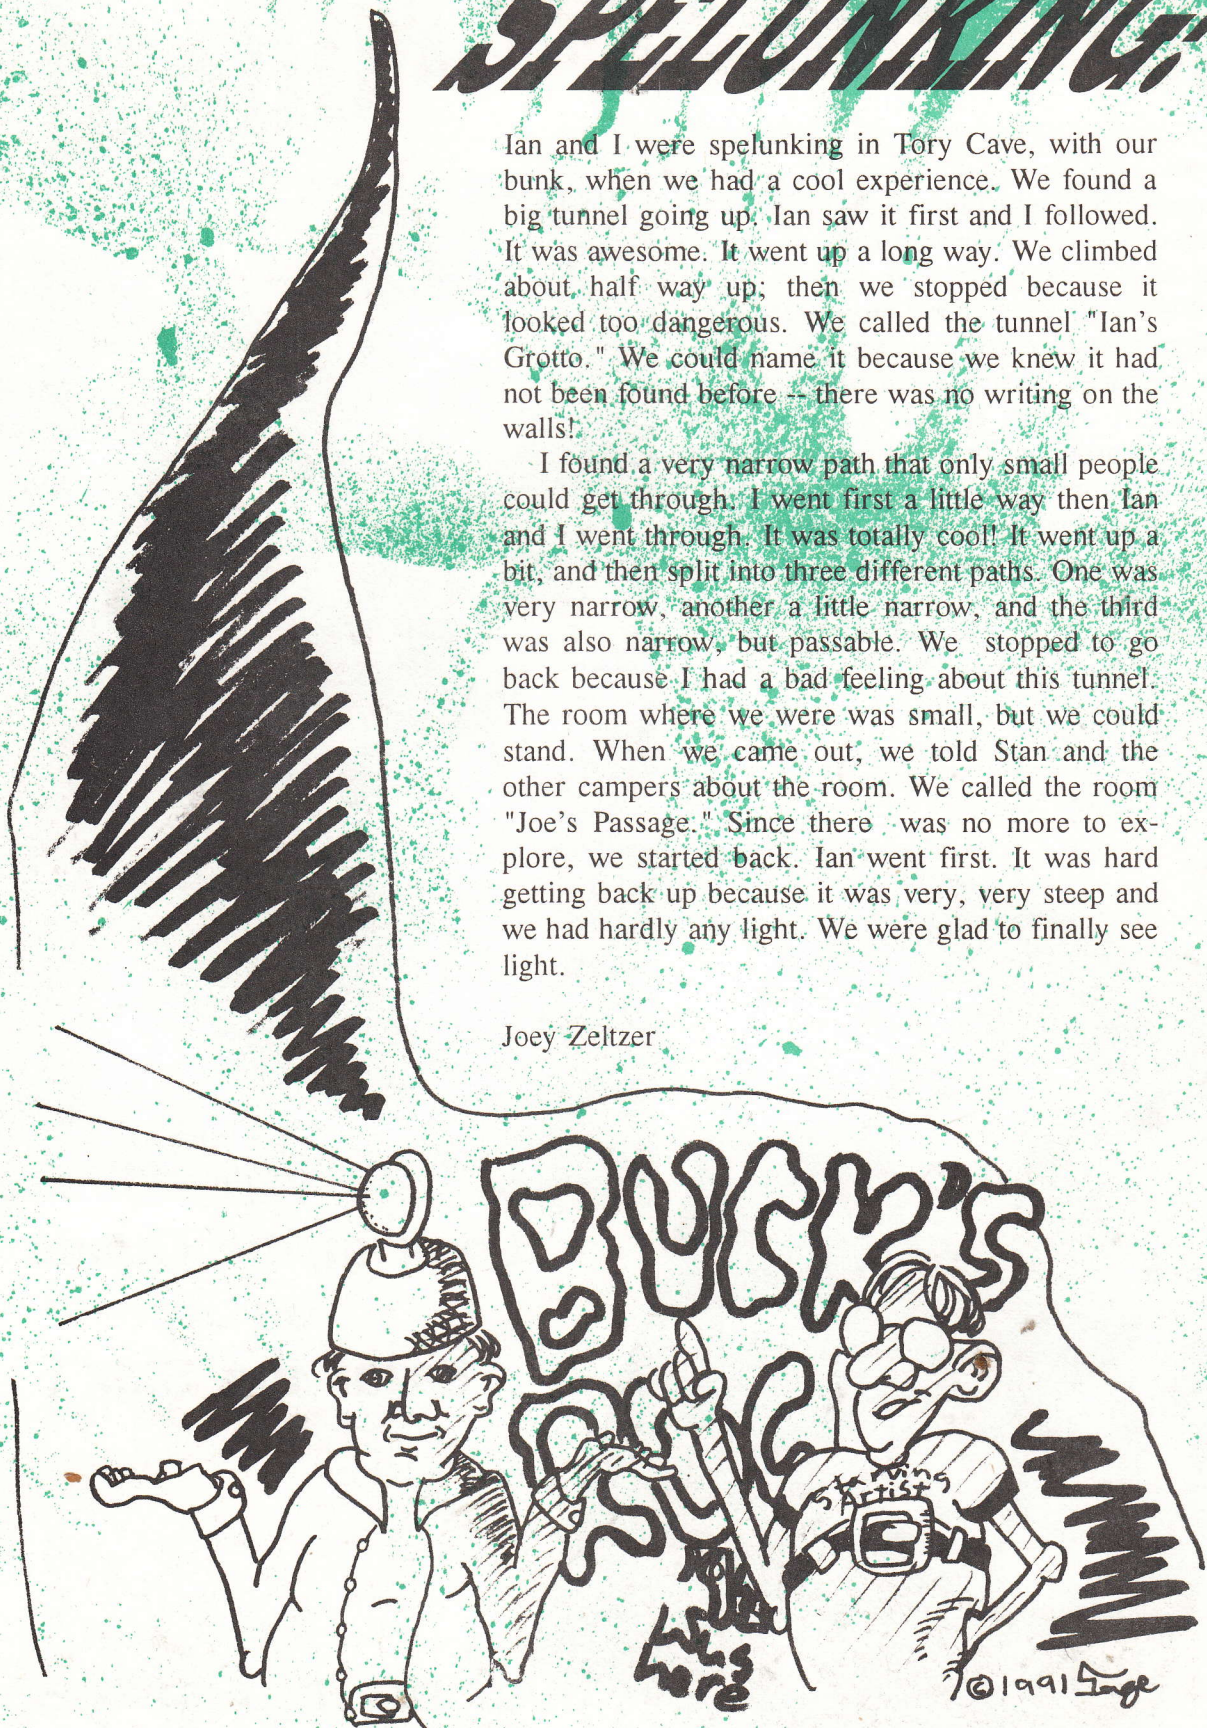 SPELUNKING:
Ian and I were spelunking in Tory Cave, with our
bunk, when we had a cool experience. We found a
big tunnel going up. Ian saw it first and I followed.
It was awesome. It went up a long way. We climbed
about half way up; then we stopped because it
looked too dangerous. We called the tunnel "Ian's
Grotto." We could name it because we knew it had
not been found before -- there was no writing on the
walls!
I found a very narrow path that only small people
could get through. I went first a little way then Ian
and I went through. It was totally cool! It went up a
bit, and then split into three different paths. One was
very narrow, another a little narrow, and the third
was also narrow, but passable. We stopped to go
back because I had a bad feeling about this tunnel.
The room where we were was small, but we could
stand. When we came out, we told Stan and the
other campers about the room. We called the room
"Joe's Passage." Since there was no more to ex-
plore, we started back. Ian went first. It was hard
getting back up because it was very, very steep and
we had hardly any light. We were glad to finally see
light.
Joey Zeltzer
BUCK'S
ROC
Starving
Artist
was
here
©1991 Gage